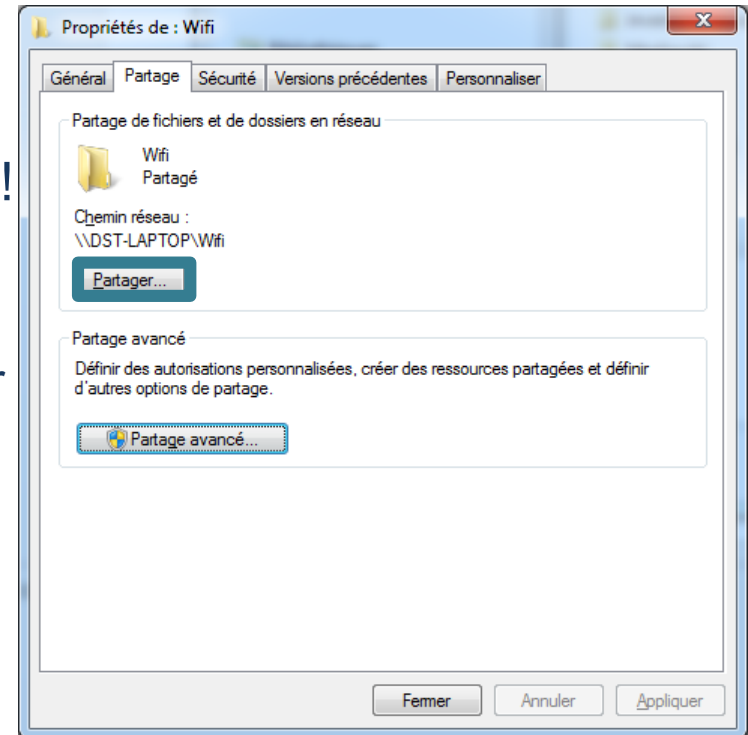 Propriétés de : Wifi
Général Partage Sécurité Versions précédentes Personnaliser
Partage de fichiers et de dossiers en réseau
Wifi
Partagé
!
Chemin réseau :
\\DST-LAPTOP\Wifi
Partager...
Partage avancé
Définir des autorisations personnalisées, créer des ressources partagées et définir
d'autres options de partage.
Partage avancé...
Fermer Annuler Appliquer